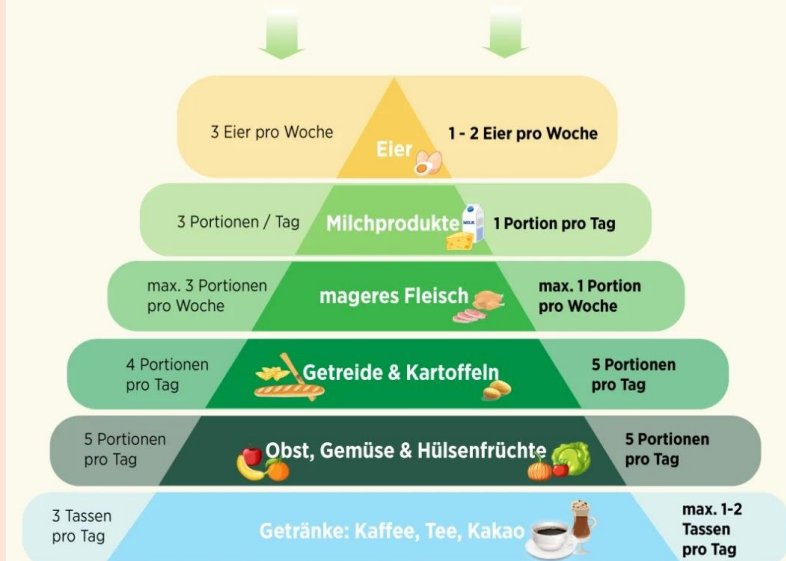 3 Eier pro Woche
Eier
1 - 2 Eier pro Woche
3 Portionen / Tag
Milchprodukte
MILK
1 Portion pro Tag
max. 3 Portionen
pro Woche
mageres Fleisch
max. 1 Portion
pro Woche
4 Portionen
pro Tag
Getreide & Kartoffeln
5 Portionen
pro Tag
5 Portionen
pro Tag
Obst, Gemüse & Hülsenfrüchte
5 Portionen
pro Tag
3 Tassen
pro Tag
Getränke: Kaffee, Tee, Kakao
max. 1-2
Tassen
pro Tag